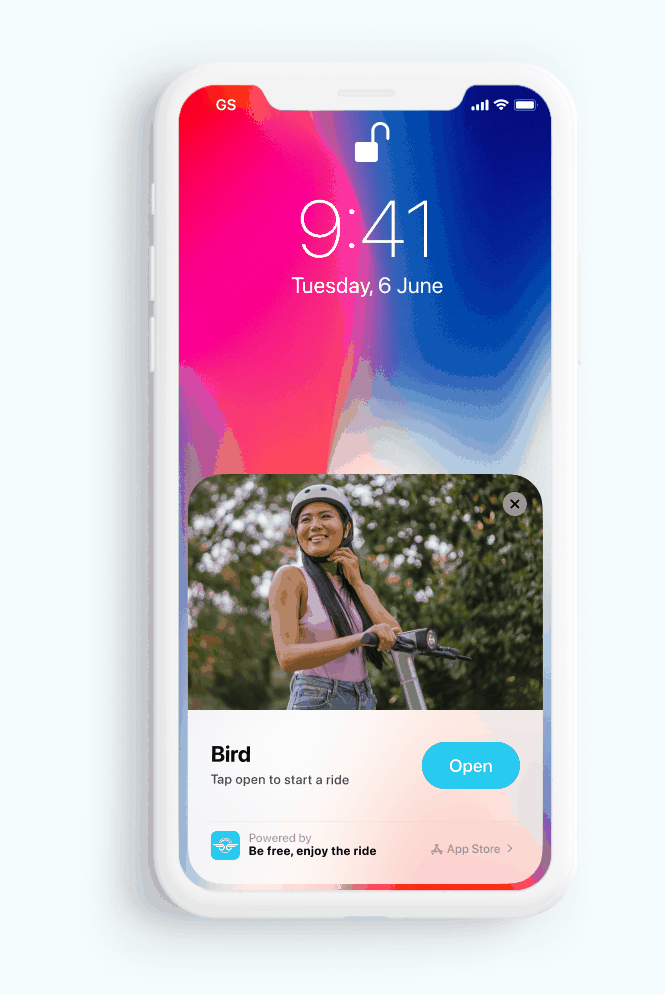 GS
9:41
Tuesday, 6 June
Bird
Tap open to start a ride
Open
Powered by
Be free, enjoy the ride
App Store